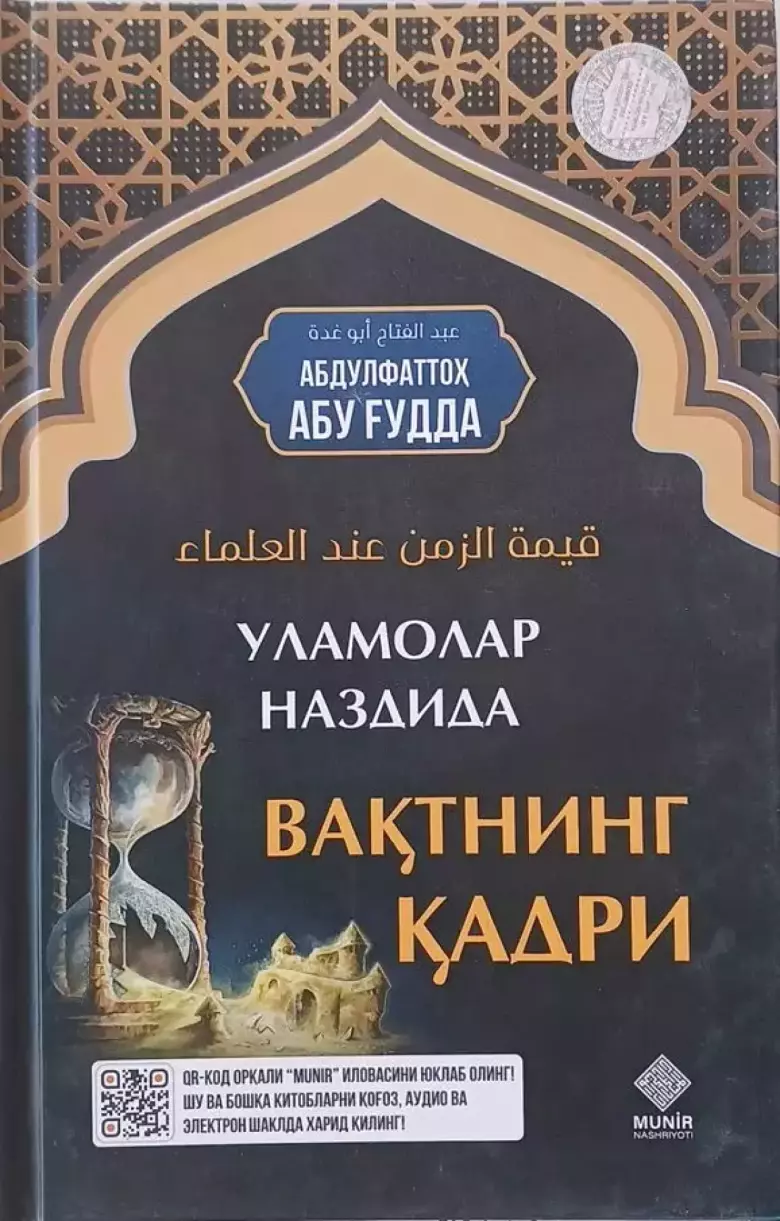 عبد الفتاح أبو غدة
АБДУЛФАТТОҲ
АБУ ҒУДДА
قيمة الزمن عند العلماء
УЛАМОЛАР
НАЗДИДА
ВАҚТНИНГ
ҚАДРИ
QR-КОД ОРҚАЛИ "MUNIR" ИЛОВАСИНИ ЮКЛАБ ОЛИНГ!
ШУ ВА БОШҚА КИТОБЛАРНИ ҚОҒОЗ, АУДИО ВА
ЭЛЕКТРОН ШАКЛДА ХАРИД ҚИЛИНГ!
MUNİR
NASHRIYOTI